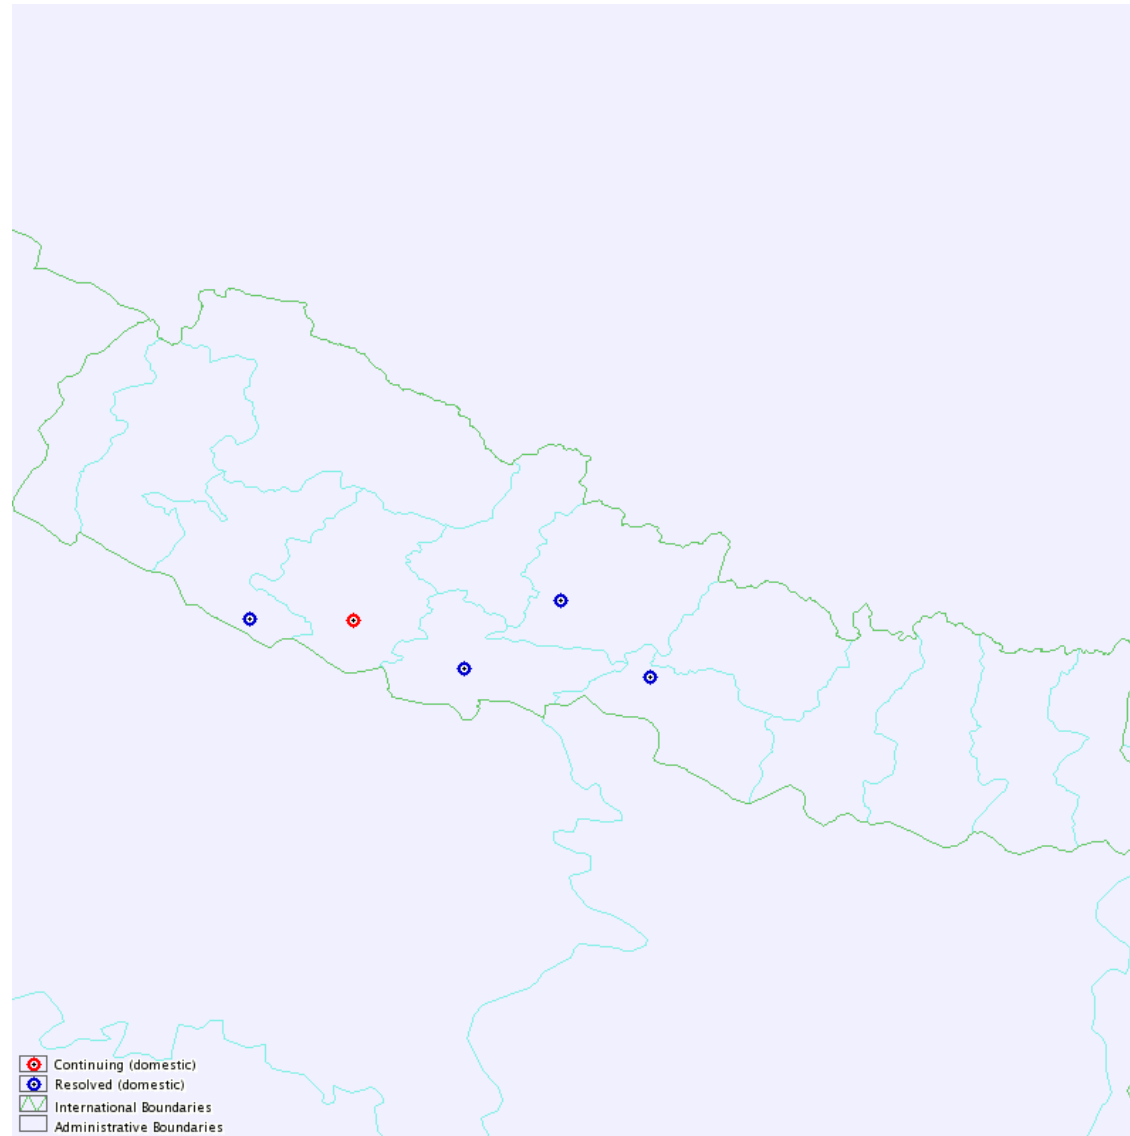 Continuing (domestic)
Resolved (domestic)
International Boundaries
Administrative Boundaries